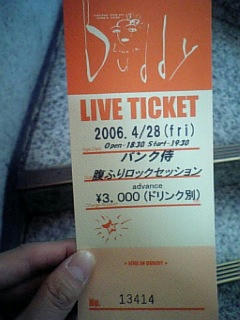 buddy
LIVE TICKET
2006. 4/28 (fri)
Open-18:30 Start-19:30
パンク侍
腹ふりロックセッション
advance
¥3,000 (ドリンク別)
No. 13414